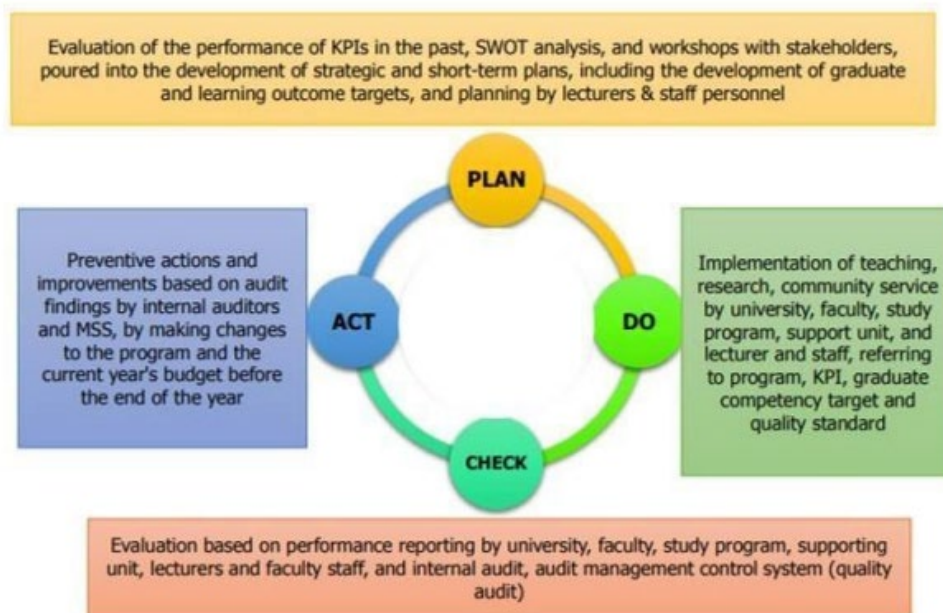 Evaluation of the performance of KPIs in the past, SWOT analysis, and workshops with stakeholders,
poured into the development of strategic and short-term plans, including the development of graduate
and learning outcome targets, and planning by lecturers & staff personnel
PLAN
Preventive actions and
improvements based on audit
findings by internal auditors
and MSS, by making changes
to the program and the
current year's budget before
the end of the year
ACT
DO
Implementation of teaching,
research, community service
by university, faculty, study
program, support unit, and
lecturer and staff, referring
to program, KPI, graduate
competency target and
quality standard
CHECK
Evaluation based on performance reporting by university, faculty, study program, supporting
unit, lecturers and faculty staff, and internal audit, audit management control system (quality
audit)